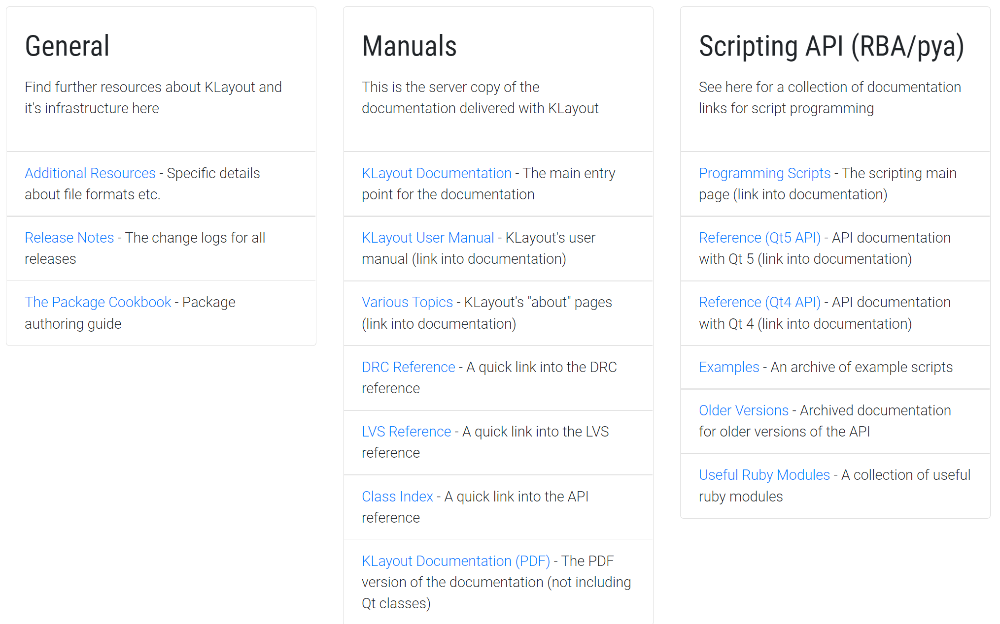 General
Find further resources about KLayout and
it's infrastructure here
Additional Resources - Specific details
about file formats etc.
Release Notes - The change logs for all
releases
The Package Cookbook - Package
authoring guide
Manuals
This is the server copy of the
documentation delivered with KLayout
KLayout Documentation - The main entry
point for the documentation
KLayout User Manual - KLayout's user
manual (link into documentation)
Various Topics - KLayout's "about" pages
(link into documentation)
DRC Reference - A quick link into the DRC
reference
LVS Reference - A quick link into the LVS
reference
Class Index - A quick link into the API
reference
KLayout Documentation (PDF) - The PDF
version of the documentation (not including
Qt classes)
Scripting API (RBA/pya)
See here for a collection of documentation
links for script programming
Programming Scripts - The scripting main
page (link into documentation)
Reference (Qt5 API) - API documentation
with Qt 5 (link into documentation)
Reference (Qt4 API) - API documentation
with Qt 4 (link into documentation)
Examples - An archive of example scripts
Older Versions - Archived documentation
for older versions of the API
Useful Ruby Modules - A collection of useful
ruby modules